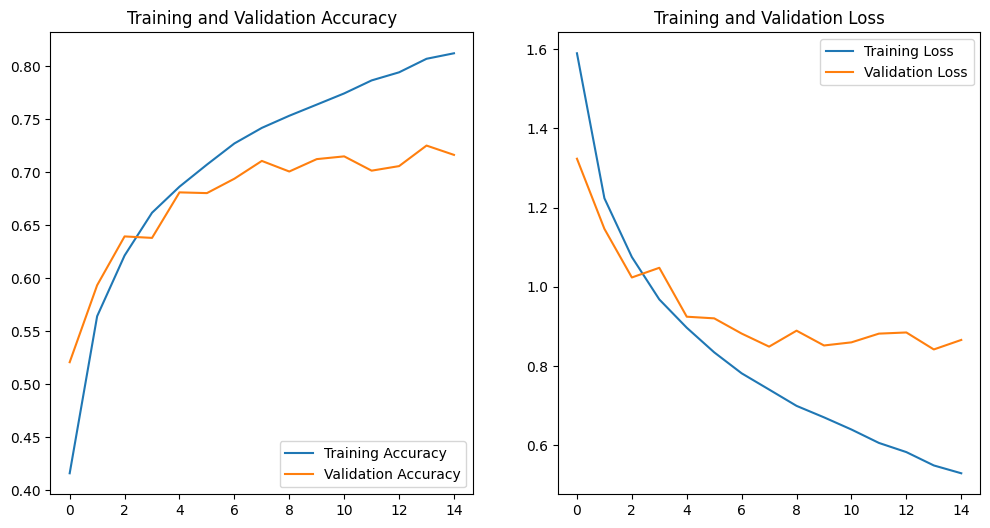 Training and Validation Accuracy
0.80
0.75
0.70
0.65
0.60
0.55
0.50
0.45
0.40
0 2 4 6 8 10 12 14
Training Accuracy
Validation Accuracy
Training and Validation Loss
1.6
1.4
1.2
1.0
0.8
0.6
0 2 4 6 8 10 12 14
Training Loss
Validation Loss